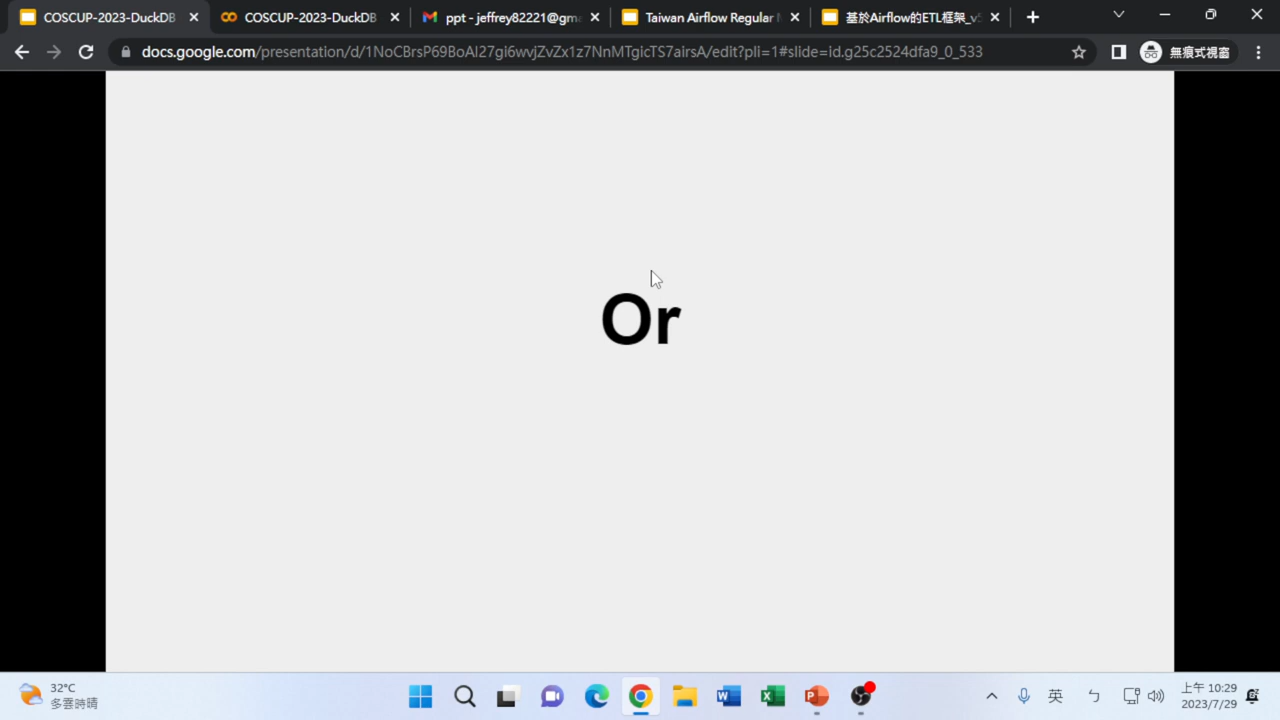 COSCUP-2023-DuckDB
COSCUP-2023-DuckDB
ppt - jeffrey82221@gm
Taiwan Airflow Regular
基於Airflow的ETL框架_v
docs.google.com/presentation/d/1NoCBrsP69BoAI27gi6wvjZvZx1z7NnMTgIcTS7airsA/edit?pli=1#slide=id.g25c2524dfa9_0_533
無痕式視窗
Or
32°C
多雲時晴
英
ㄅ
上午 10:29
2023/7/29